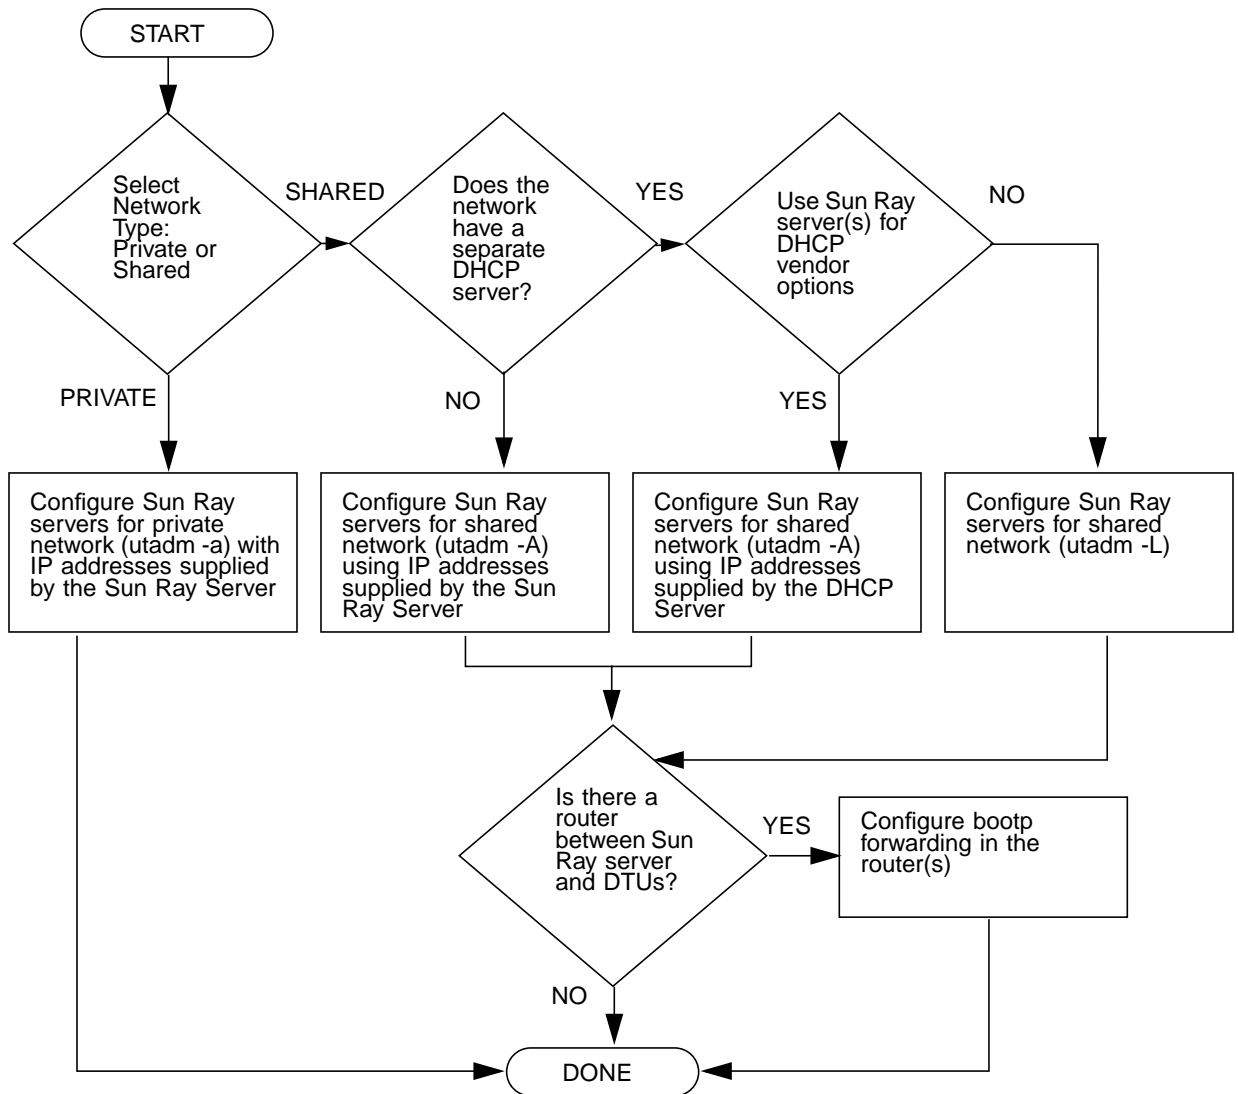 START
Select
Network
Type:
Private or
Shared
SHARED
Does the
network
have a
separate
DHCP
server?
YES
Use Sun Ray
server(s) for
DHCP
vendor
options
NO
PRIVATE
NO
YES
Configure Sun Ray
servers for private
network (utadm -a) with
IP addresses supplied
by the Sun Ray Server
Configure Sun Ray
servers for shared
network (utadm -A)
using IP addresses
supplied by the Sun
Ray Server
Configure Sun Ray
servers for shared
network (utadm -A)
using IP addresses
supplied by the DHCP
Server
Configure Sun Ray
servers for shared
network (utadm -L)
Is there a
router
between Sun
Ray server
and DTUs?
YES
Configure bootp
forwarding in the
router(s)
NO
DONE